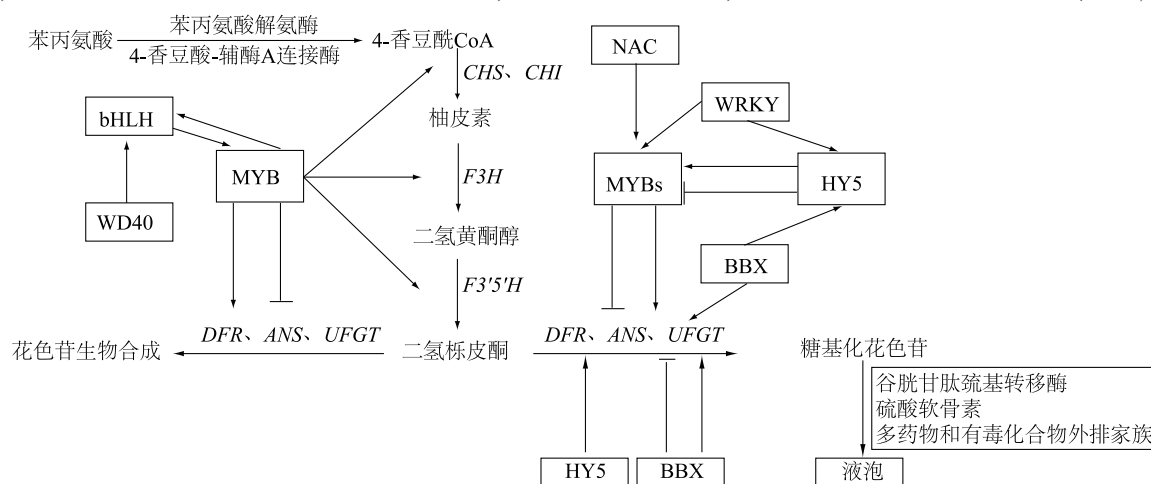 苯丙氨酸
苯丙氨酸解氨酶
4-香豆酸-辅酶A连接酶
4-香豆酰CoA
CHS、CHI
柚皮素
F3H
二氢黄酮醇
F3'5'H
二氢栎皮酮
bHLH
MYB
WD40
DFR、ANS、UFGT
花色苷生物合成
NAC
WRKY
MYBs
HY5
BBX
DFR、ANS、UFGT
糖基化花色苷
HY5
BBX
谷胱甘肽巯基转移酶
硫酸软骨素
多药物和有毒化合物外排家族
液泡